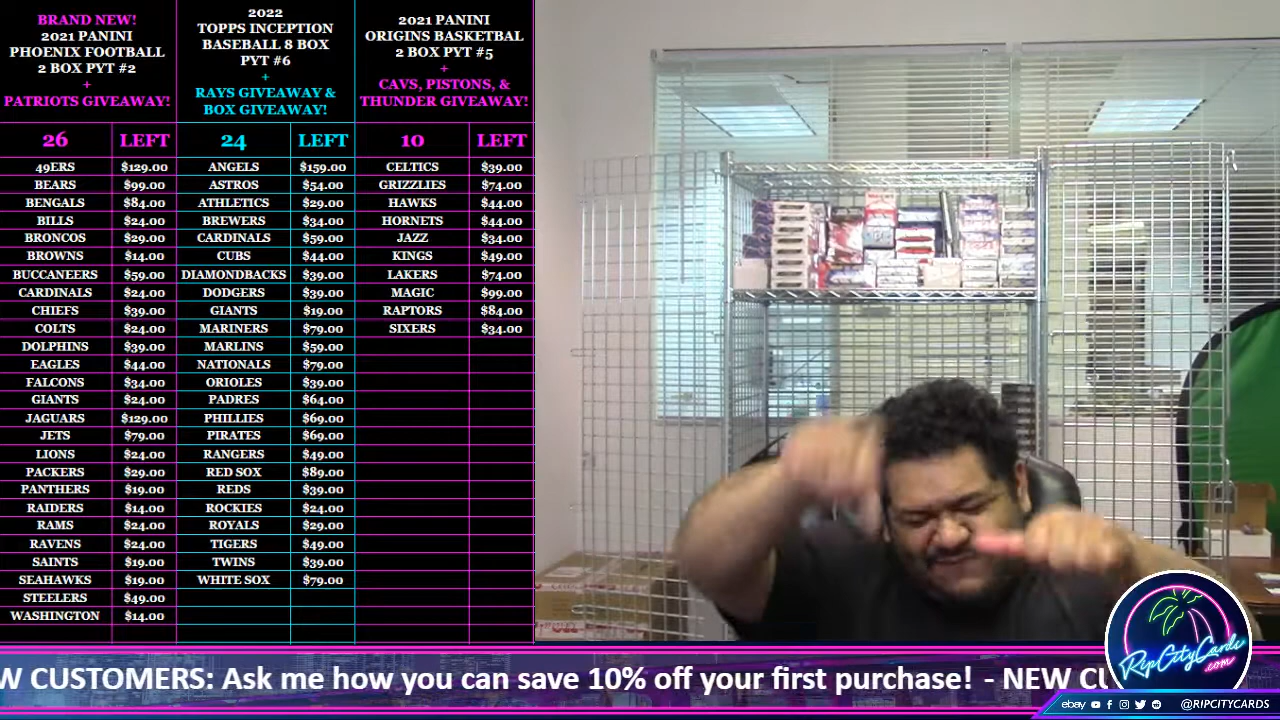 BRAND NEW!
2021 PANINI
PHOENIX FOOTBALL
2 BOX PYT #2
+
PATRIOTS GIVEAWAY!
26 LEFT
49ERS $129.00
BEARS $99.00
BENGALS $84.00
BILLS $24.00
BRONCOS $29.00
BROWNS $14.00
BUCCANEERS $59.00
CARDINALS $24.00
CHIEFS $39.00
COLTS $24.00
DOLPHINS $39.00
EAGLES $44.00
FALCONS $34.00
GIANTS $24.00
JAGUARS $129.00
JETS $79.00
LIONS $24.00
PACKERS $29.00
PANTHERS $19.00
RAIDERS $14.00
RAMS $24.00
RAVENS $24.00
SAINTS $19.00
SEAHAWKS $19.00
STEELERS $49.00
WASHINGTON $14.00
2022
TOPPS INCEPTION
BASEBALL 8 BOX
PYT #6
+
RAYS GIVEAWAY &
BOX GIVEAWAY!
24 LEFT
ANGELS $159.00
ASTROS $54.00
ATHLETICS $29.00
BREWERS $34.00
CARDINALS $59.00
CUBS $44.00
DIAMONDBACKS $39.00
DODGERS $39.00
GIANTS $19.00
MARINERS $79.00
MARLINS $59.00
NATIONALS $79.00
ORIOLES $39.00
PADRES $64.00
PHILLIES $69.00
PIRATES $69.00
RANGERS $49.00
RED SOX $89.00
REDS $39.00
ROCKIES $24.00
ROYALS $29.00
TIGERS $49.00
TWINS $39.00
WHITE SOX $79.00
2021 PANINI
ORIGINS BASKETBAL
2 BOX PYT #5
+
CAVS, PISTONS, &
THUNDER GIVEAWAY!
10 LEFT
CELTICS $39.00
GRIZZLIES $74.00
HAWKS $44.00
HORNETS $44.00
JAZZ $34.00
KINGS $49.00
LAKERS $74.00
MAGIC $99.00
RAPTORS $84.00
SIXERS $34.00
W CUSTOMERS: Ask me how you can save 10% off your first purchase! - NEW CU
RipCityCards
.com
ebay @RIPCITYCARDS